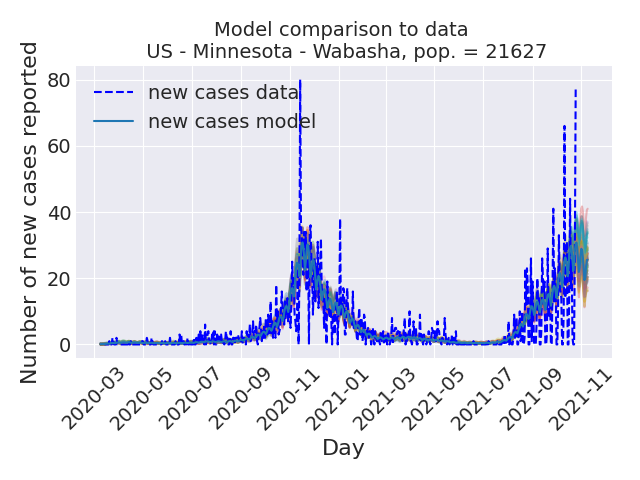 Model comparison to data
US - Minnesota - Wabasha, pop. = 21627
Number of new cases reported
80
60
40
20
0
new cases data
new cases model
2020-03
2020-05
2020-07
2020-09
2020-11
2021-01
2021-03
2021-05
2021-07
2021-09
2021-11
Day